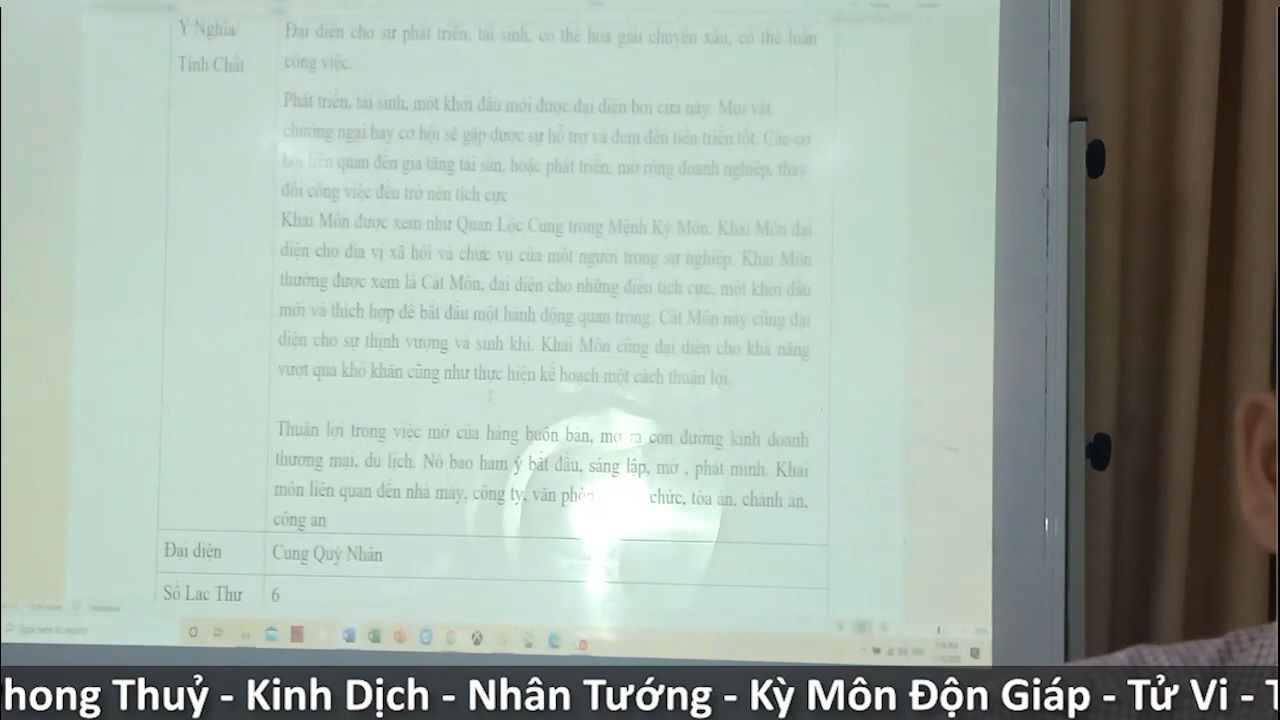 Ý Nghĩa
Đại diện cho sự phát triển, tái sinh, có thể hóa giải chuyện xấu, có thể luận
Tính Chất
công việc.
Phát triển, tái sinh, một khởi đầu mới được đại diện bởi cửa này. Mọi vật
chướng ngại hay cơ hội sẽ gặp được sự hỗ trợ và đem đến tiến triển tốt. Các cơ
hội liên quan đến gia tăng tài sản, hoặc phát triển, mở rộng doanh nghiệp, thay
đổi công việc đều trở nên tích cực
Khai Môn được xem như Quan Lộc Cung trong Mệnh Kỳ Môn. Khai Môn đại
diện cho địa vị xã hội và chức vụ của một người trong sự nghiệp. Khai Môn
thường được xem là Cát Môn, đại diện cho những điều tích cực, một khởi đầu
mới và thích hợp để bắt đầu một hành động quan trọng. Cát Môn này cũng đại
diện cho sự thịnh vượng và sinh khí. Khai Môn cũng đại diện cho khả năng
vượt qua khó khăn cũng như thực hiện kế hoạch một cách thuận lợi.
Thuận lợi trong việc mở cửa hàng buôn bán, mở ra con đường kinh doanh
thương mại, du lịch. Nó bao hàm ý bắt đầu, sáng lập, mở , phát minh. Khai
môn liên quan đến nhà máy, công ty, văn phòn chức, tòa án, chánh án,
công an
Đại diện
Cung Quý Nhân
Số Lạc Thư
6
Type here to search
hong Thuỷ - Kinh Dịch - Nhân Tướng - Kỳ Môn Độn Giáp - Tử Vi - T